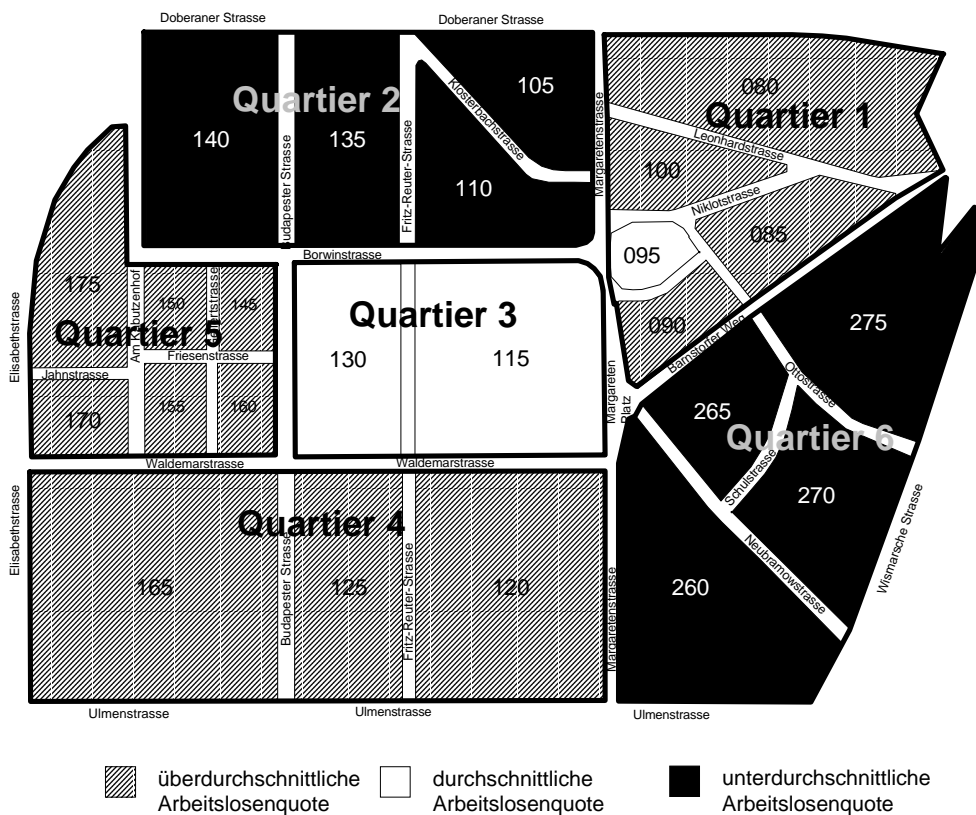 Doberaner Strasse
Doberaner Strasse
Quartier 2
105
140
135
110
Budapester Strasse
Fritz-Reuter-Strasse
Klosterbachstrasse
Margaretenstrasse
080
Quartier 1
Leonhardstrasse
100
Niklotstrasse
085
095
090
Barnstorfer Weg
Borwinstrasse
Quartier 3
130
115
175
150
145
Am Kabutzenhof
Quartier 5
Elisabethstrasse
Friesenstrasse
Jahnstrasse
170
155
160
Margareten
Platz
275
Ottostrasse
265
Quartier 6
Schulstrasse
270
Neubramowstrasse
260
Wismarsche Strasse
Waldemarstrasse
Waldemarstrasse
Elisabethstrasse
Quartier 4
165
125
120
Budapester Strasse
Fritz-Reuter-Strasse
Margaretenstrasse
Ulmenstrasse
Ulmenstrasse
Ulmenstrasse
überdurchschnittliche
Arbeitslosenquote
durchschnittliche
Arbeitslosenquote
unterdurchschnittliche
Arbeitslosenquote